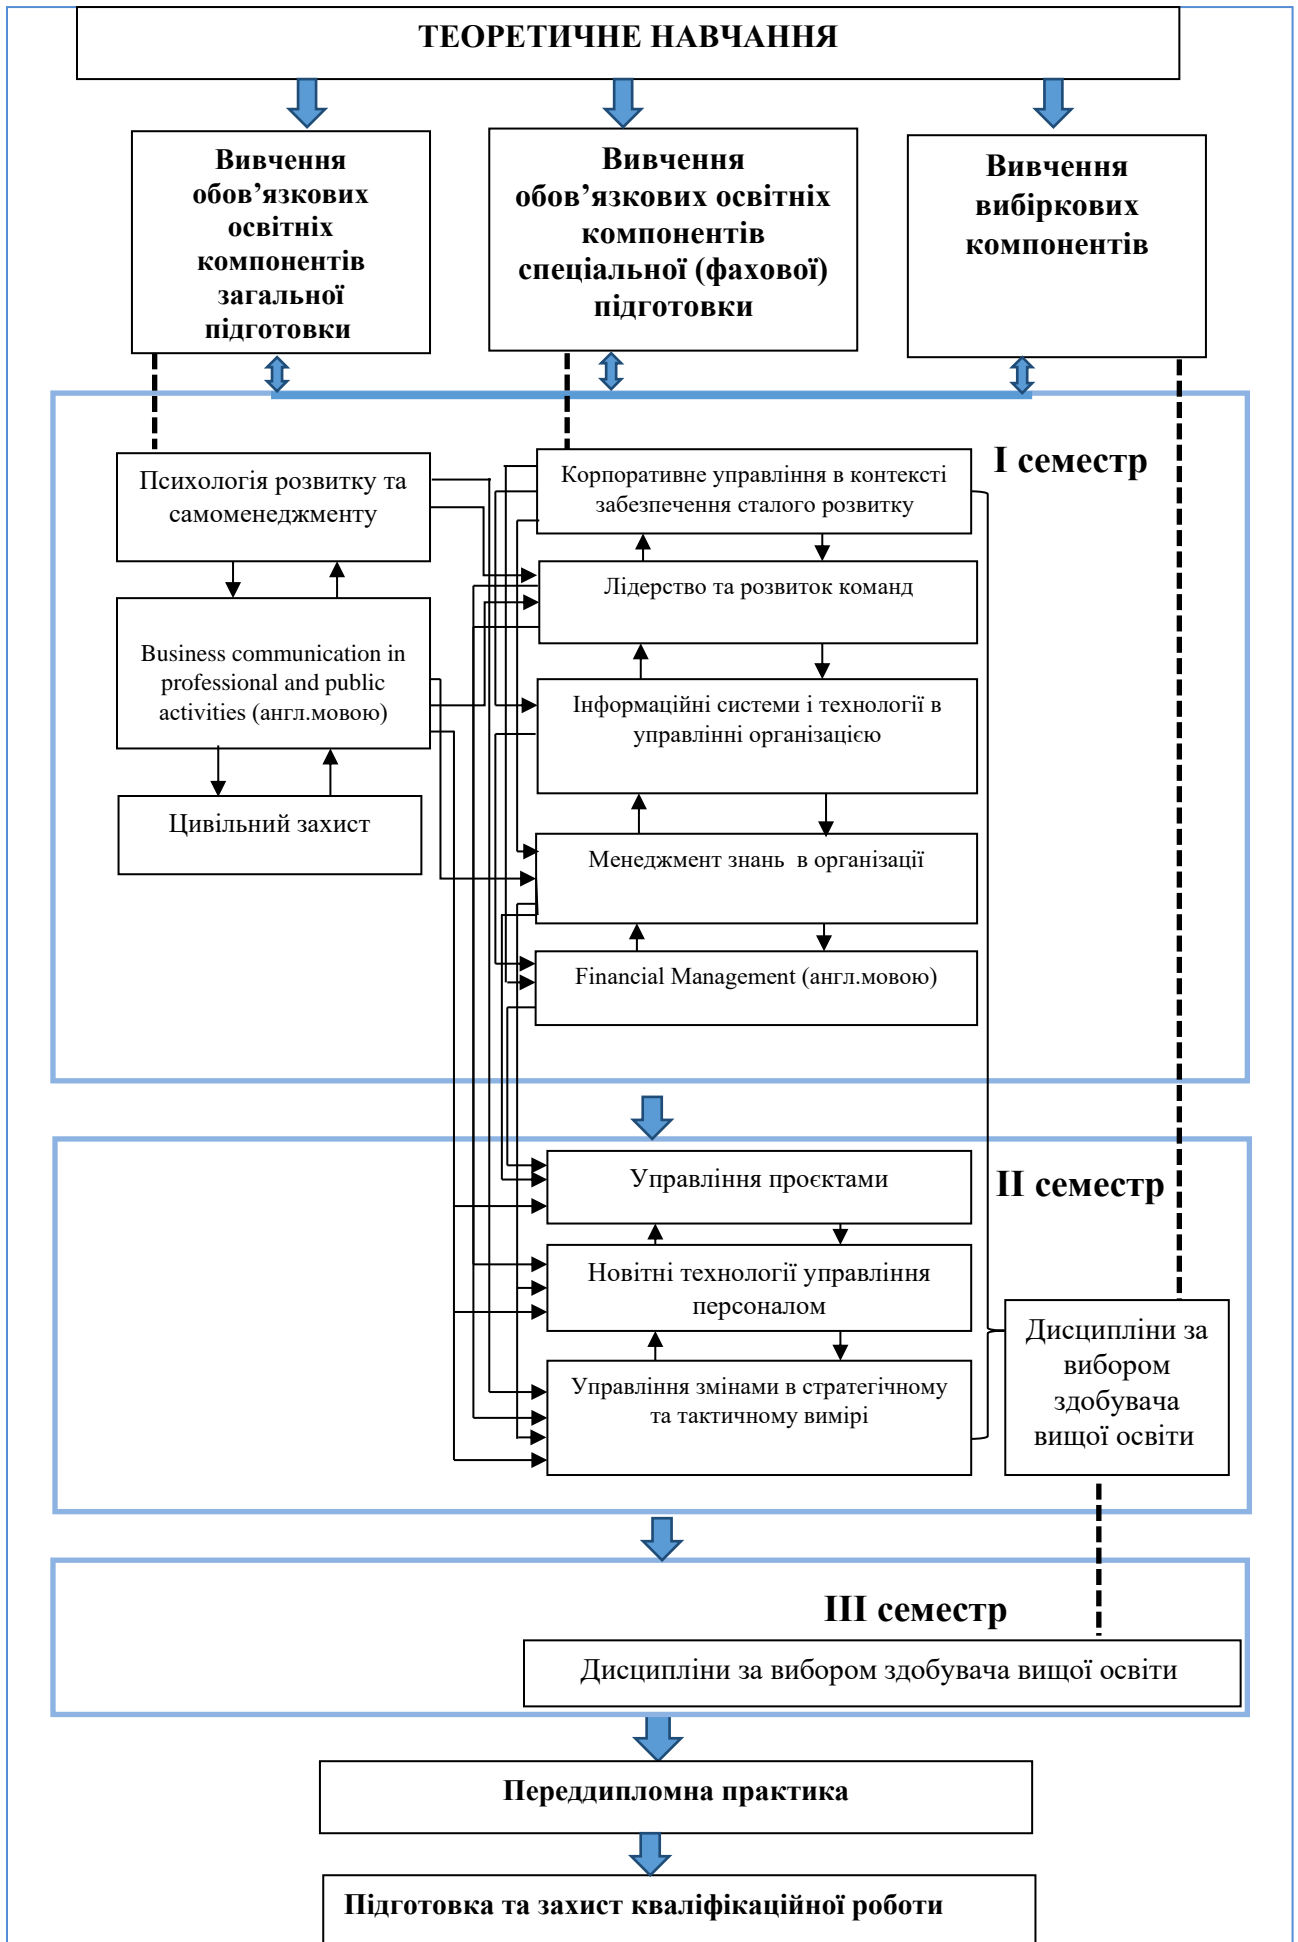 ТЕОРЕТИЧНЕ НАВЧАННЯ
Вивчення
обов’язкових
освітніх
компонентів
загальної
підготовки
Вивчення
обов’язкових освітніх
компонентів
спеціальної (фахової)
підготовки
Вивчення
вибіркових
компонентів
І семестр
Психологія розвитку та
самоменеджменту
Business communication in
professional and public
activities (англ.мовою)
Цивільний захист
Корпоративне управління в контексті
забезпечення сталого розвитку
Лідерство та розвиток команд
Інформаційні системи і технології в
управлінні організацією
Менеджмент знань  в організації
Financial Management (англ.мовою)
ІІ семестр
Управління проєктами
Новітні технології управління
персоналом
Управління змінами в стратегічному
та тактичному вимірі
Дисципліни за
вибором
здобувача
вищої освіти
ІІІ семестр
Дисципліни за вибором здобувача вищої освіти
Переддипломна практика
Підготовка та захист кваліфікаційної роботи